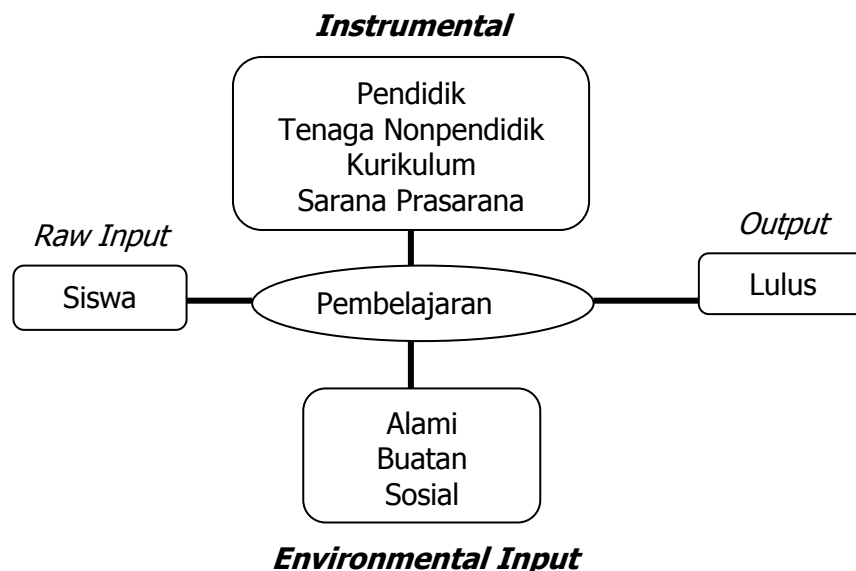 Instrumental
Pendidik
Tenaga Nonpendidik
Kurikulum
Sarana Prasarana
Raw Input
Siswa
Pembelajaran
Output
Lulus
Alami
Buatan
Sosial
Environmental Input